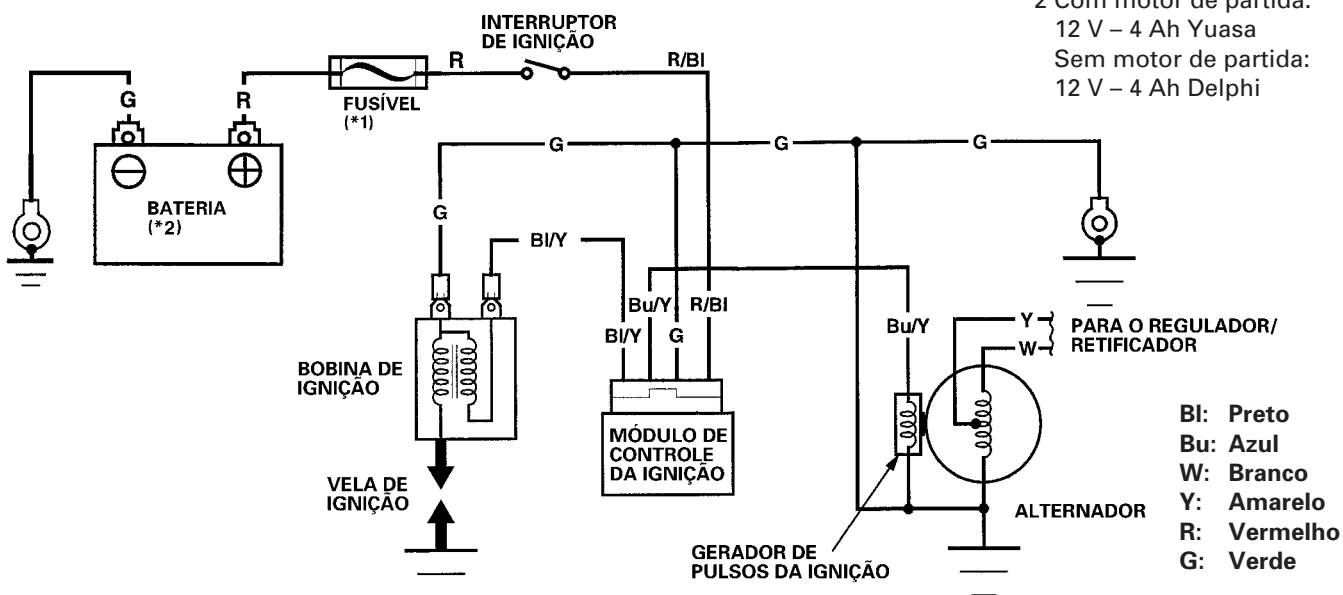 2 Com motor de partida:
12 V – 4 Ah Yuasa
Sem motor de partida:
12 V – 4 Ah Delphi
INTERRUPTOR
DE IGNIÇÃO
R
R/Bl
G
R
FUSÍVEL
(*1)
G
G
G
BATERIA
(*2)
G
Bl/Y
Bu/Y
R/Bl
Bl/Y
G
Bu/Y
Y
W
PARA O REGULADOR/
RETIFICADOR
BOBINA DE
IGNIÇÃO
MÓDULO DE
CONTROLE
DA IGNIÇÃO
VELA DE
IGNIÇÃO
ALTERNADOR
GERADOR DE
PULSOS DA IGNIÇÃO
Bl: Preto
Bu: Azul
W: Branco
Y: Amarelo
R: Vermelho
G: Verde